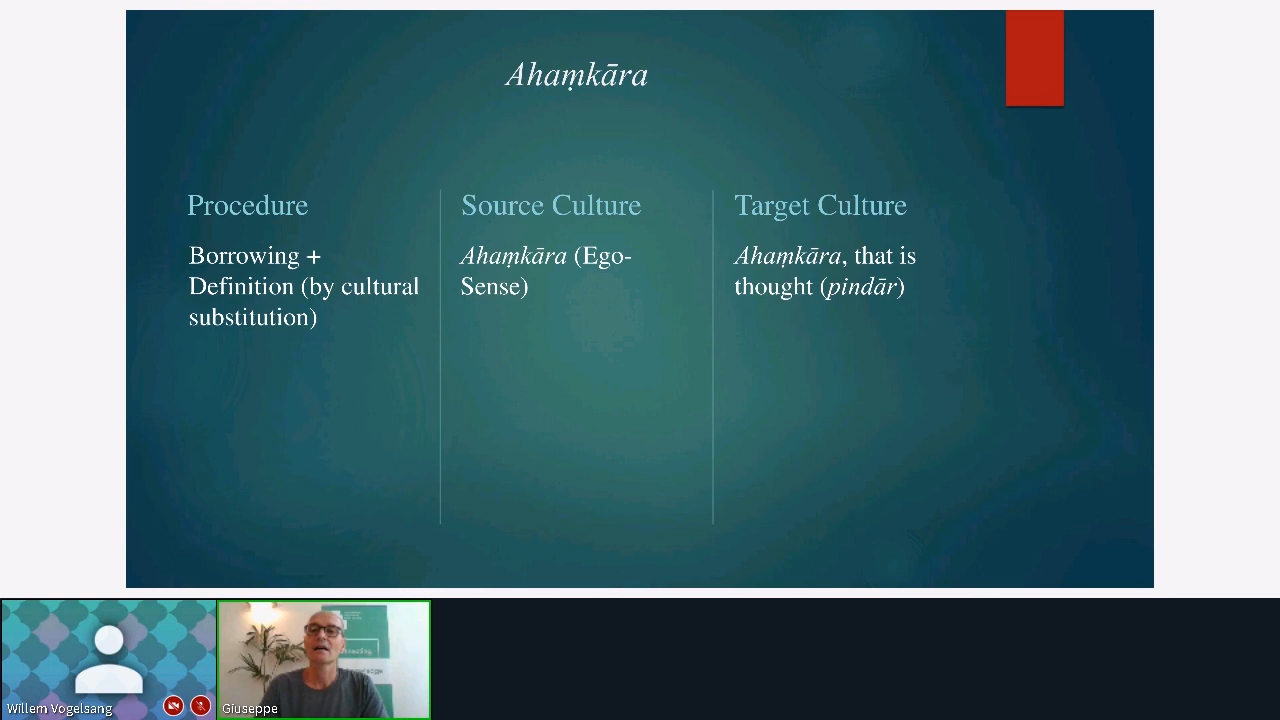 Ahaṃkāra
Procedure
Borrowing +
Definition (by cultural
substitution)
Source Culture
Ahaṃkāra (Ego-
Sense)
Target Culture
Ahaṃkāra, that is
thought (pindār)
Willem Vogelsang
Giuseppe